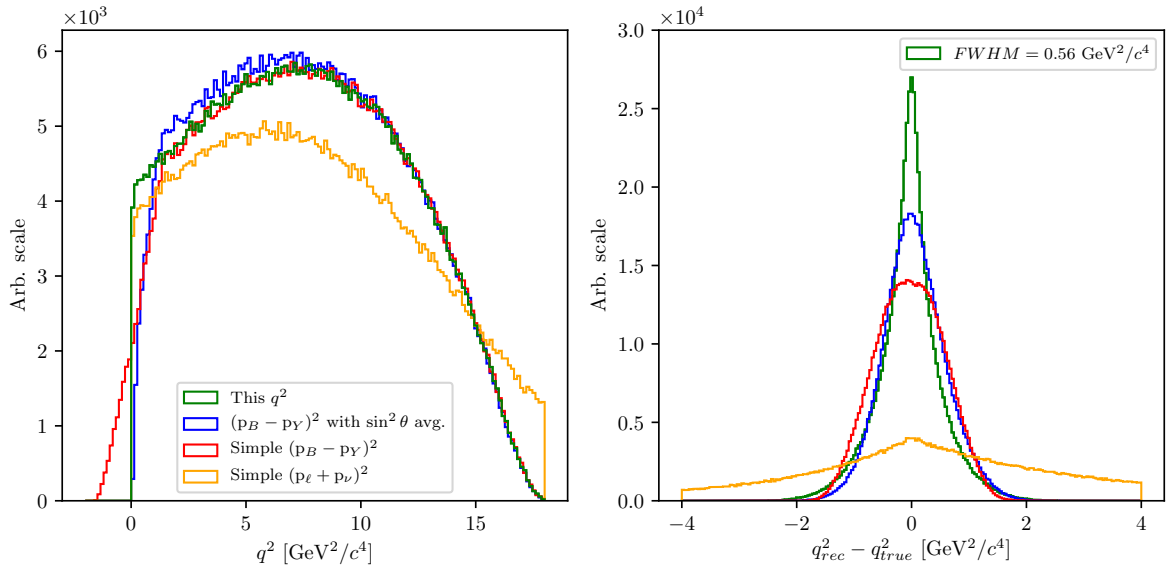 ×10³
6
5
4
3
2
1
0
Arb. scale
This q²
(p_B − p_Y)² with sin² θ avg.
Simple (p_B − p_Y)²
Simple (p_ℓ + p_ν)²
0
5
10
15
q² [GeV²/c⁴]
×10⁴
3.0
2.5
2.0
1.5
1.0
0.5
0.0
Arb. scale
FWHM = 0.56 GeV²/c⁴
−4
−2
0
2
4
q²_rec − q²_true [GeV²/c⁴]